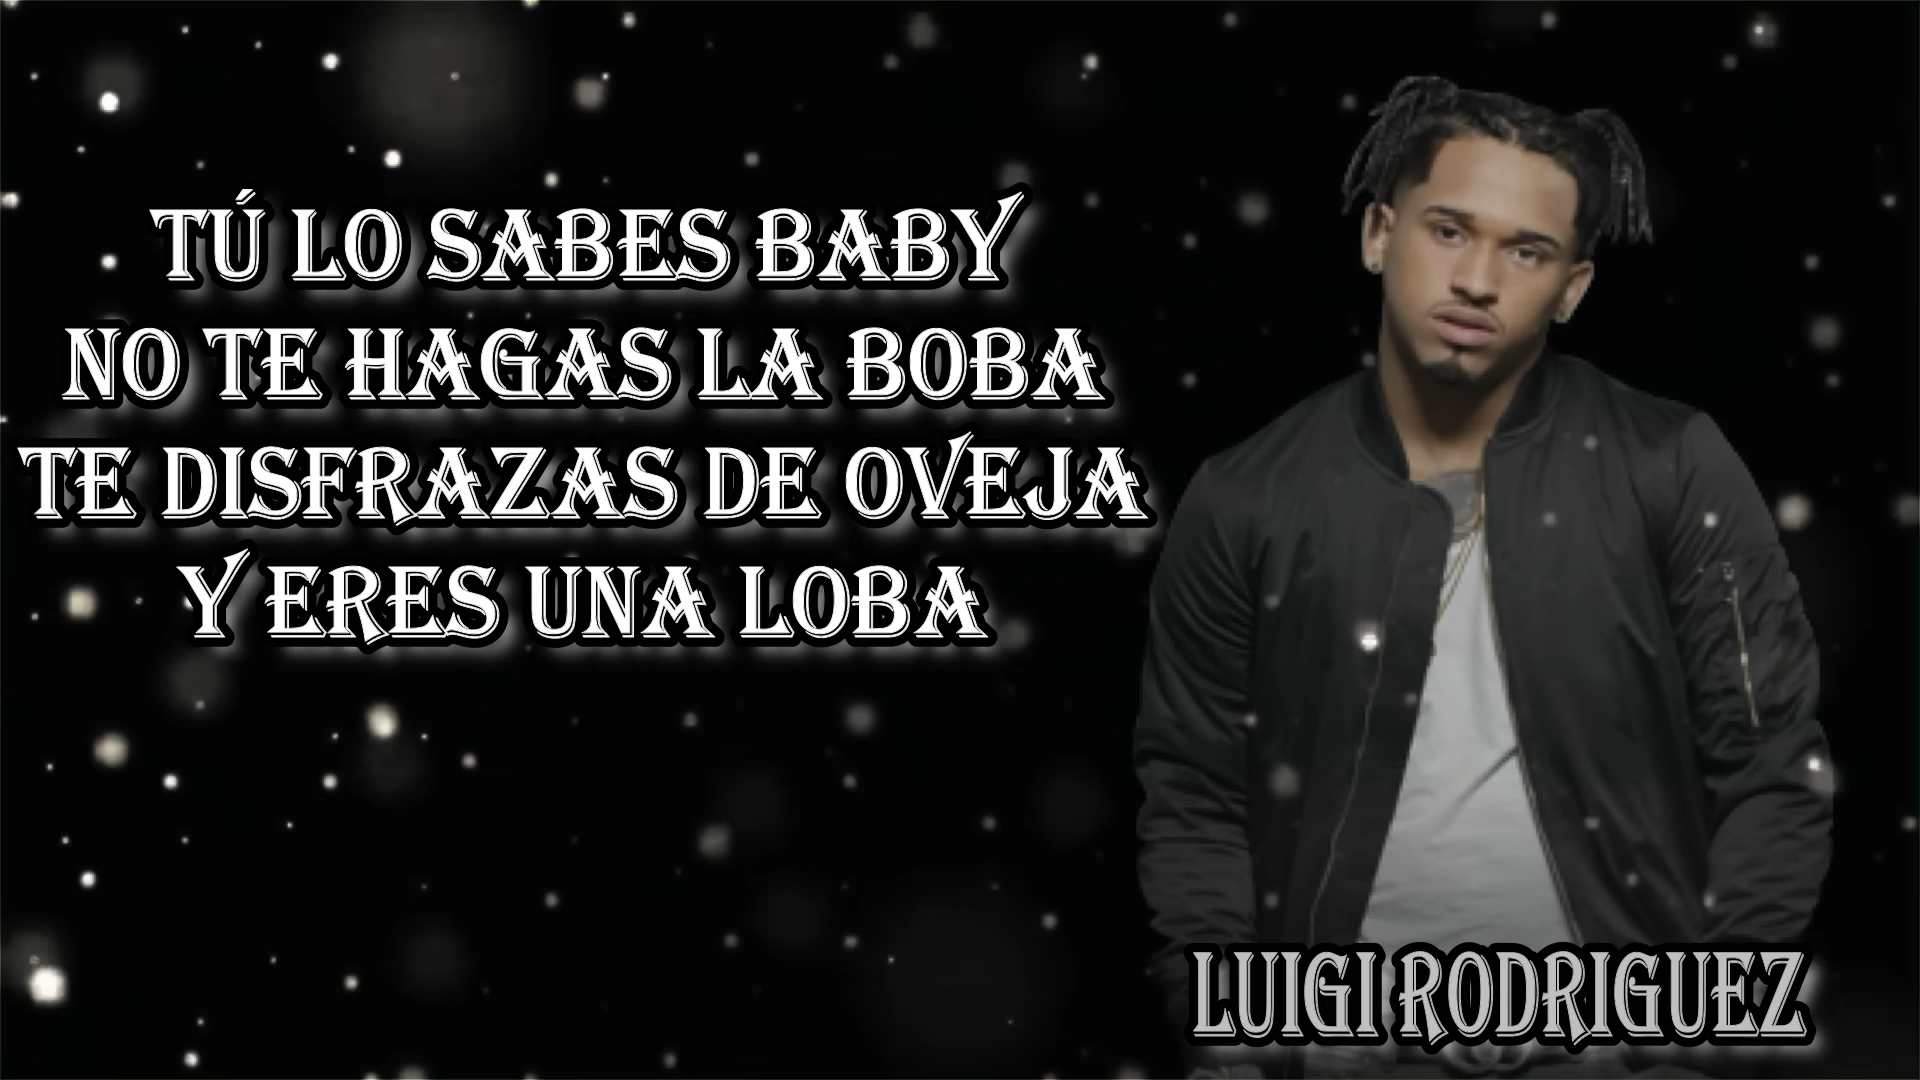 TÚ LO SABES BABY
NO TE HAGAS LA BOBA
TE DISFRAZAS DE OVEJA
Y ERES UNA LOBA
LUIGI RODRIGUEZ